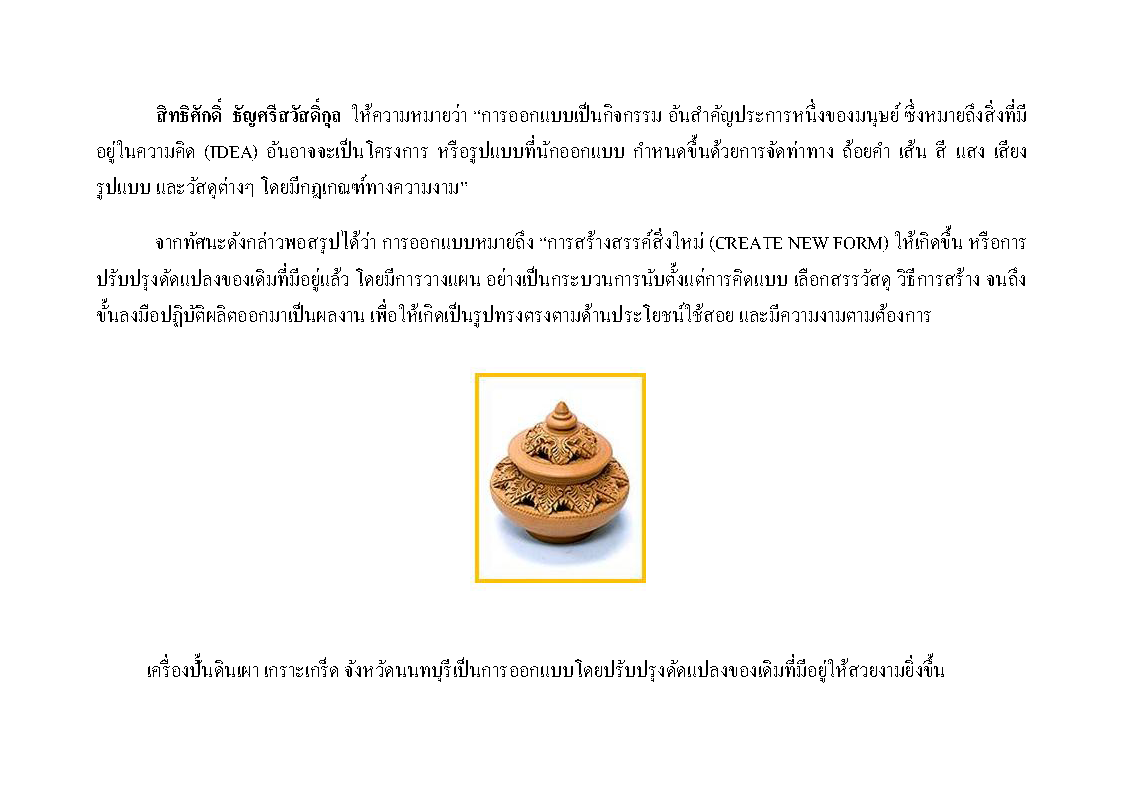 สิทธิศักดิ์ ธัญศรีสวัสดิ์กุล ให้ความหมายว่า “การออกแบบเป็นกิจกรรม อันสำคัญประการหนึ่งของมนุษย์ ซึ่งหมายถึงสิ่งที่มี
อยู่ในความคิด (IDEA) อันอาจจะเป็นโครงการ หรือรูปแบบที่นักออกแบบ กำหนดขึ้นด้วยการจัดท่าทาง ถ้อยคำ เส้น สี แสง เสียง
รูปแบบ และวัสดุต่างๆ โดยมีกฎเกณฑ์ทางความงาม”
จากทัศนะดังกล่าวพอสรุปได้ว่า การออกแบบหมายถึง “การสร้างสรรค์สิ่งใหม่ (CREATE NEW FORM) ให้เกิดขึ้น หรือการ
ปรับปรุงดัดแปลงของเดิมที่มีอยู่แล้ว โดยมีการวางแผน อย่างเป็นกระบวนการนับตั้งแต่การคิดแบบ เลือกสรรวัสดุ วิธีการสร้าง จนถึง
ขั้นลงมือปฏิบัติผลิตออกมาเป็นผลงาน เพื่อให้เกิดเป็นรูปทรงตรงตามด้านประโยชน์ใช้สอย และมีความงามตามต้องการ
เครื่องปั้นดินเผา เกราะเกร็ด จังหวัดนนทบุรีเป็นการออกแบบโดยปรับปรุงดัดแปลงของเดิมที่มีอยู่ให้สวยงามยิ่งขึ้น